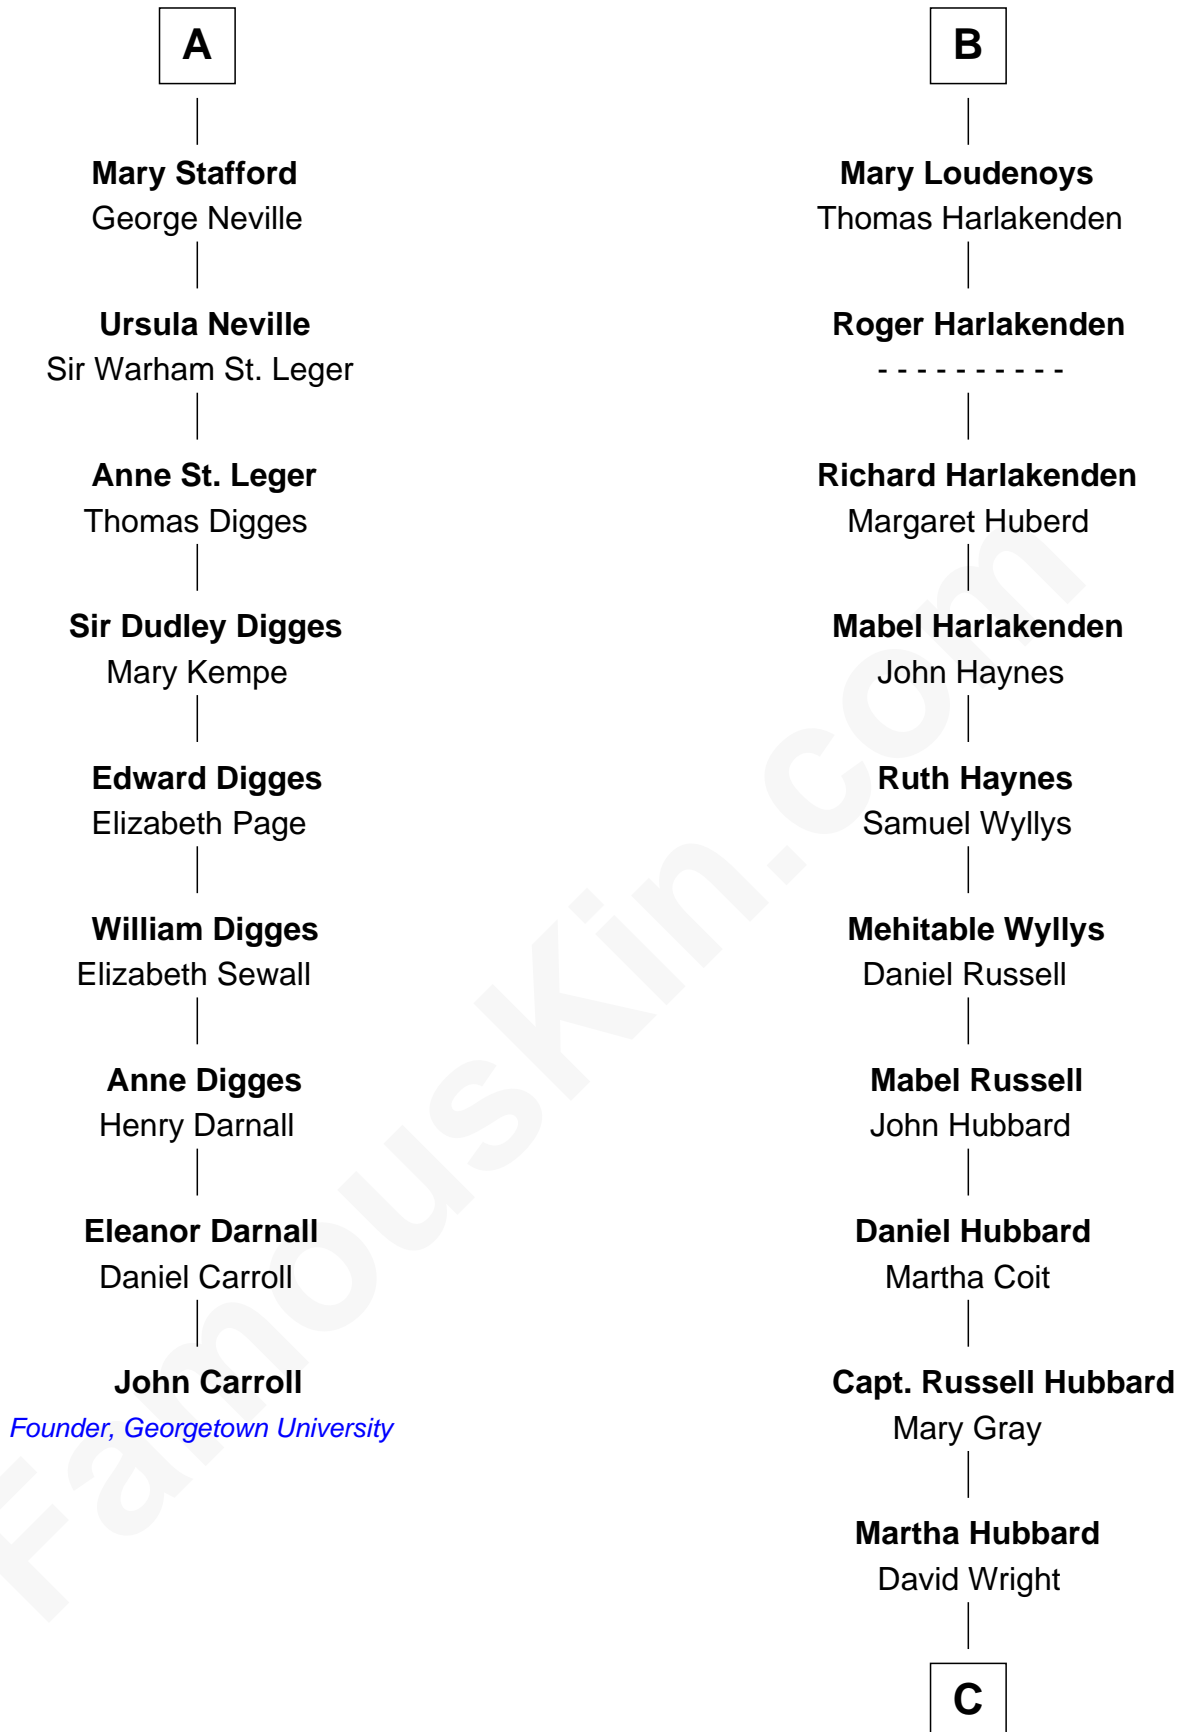 A
Mary Stafford
George Neville
Ursula Neville
Sir Warham St. Leger
Anne St. Leger
Thomas Digges
Sir Dudley Digges
Mary Kempe
Edward Digges
Elizabeth Page
William Digges
Elizabeth Sewall
Anne Digges
Henry Darnall
Eleanor Darnall
Daniel Carroll
John Carroll
Founder, Georgetown University
B
Mary Loudenoys
Thomas Harlakenden
Roger Harlakenden
- - - - - - - - - -
Richard Harlakenden
Margaret Huberd
Mabel Harlakenden
John Haynes
Ruth Haynes
Samuel Wyllys
Mehitable Wyllys
Daniel Russell
Mabel Russell
John Hubbard
Daniel Hubbard
Martha Coit
Capt. Russell Hubbard
Mary Gray
Martha Hubbard
David Wright
C
FamousKin.com